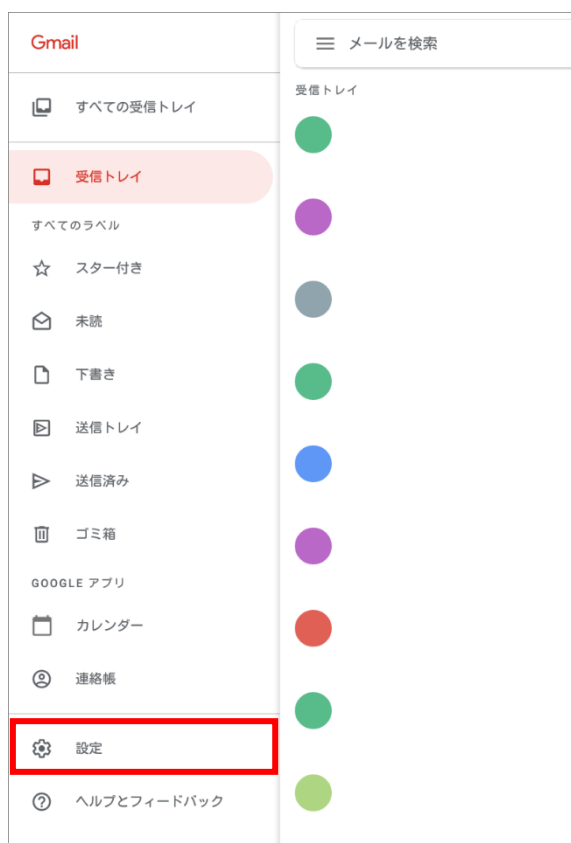 Gmail
メールを検索
すべての受信トレイ
受信トレイ
受信トレイ
すべてのラベル
スター付き
未読
下書き
送信トレイ
送信済み
ゴミ箱
GOOGLE アプリ
カレンダー
連絡帳
設定
ヘルプとフィードバック